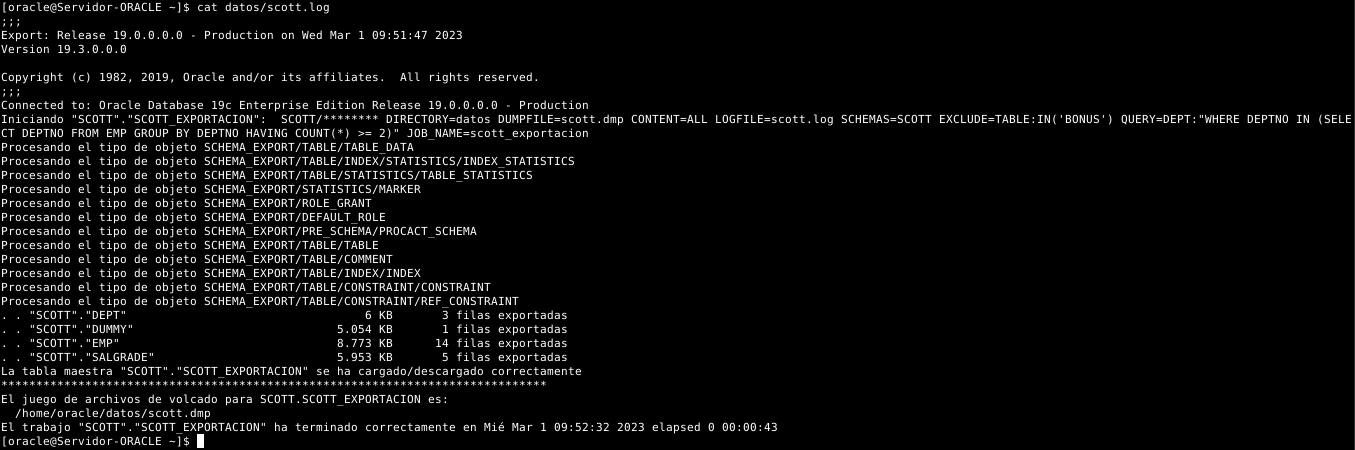 [oracle@Servidor-ORACLE ~]$ cat datos/scott.log
;;;
Export: Release 19.0.0.0.0 - Production on Wed Mar 1 09:51:47 2023
Version 19.3.0.0.0
Copyright (c) 1982, 2019, Oracle and/or its affiliates.  All rights reserved.
;;;
Connected to: Oracle Database 19c Enterprise Edition Release 19.0.0.0.0 - Production
Iniciando "SCOTT"."SCOTT_EXPORTACION":  SCOTT/******** DIRECTORY=datos DUMPFILE=scott.dmp CONTENT=ALL LOGFILE=scott.log SCHEMAS=SCOTT EXCLUDE=TABLE:IN('BONUS') QUERY=DEPT:"WHERE DEPTNO IN (SELE
CT DEPTNO FROM EMP GROUP BY DEPTNO HAVING COUNT(*) >= 2)" JOB_NAME=scott_exportacion
Procesando el tipo de objeto SCHEMA_EXPORT/TABLE/TABLE_DATA
Procesando el tipo de objeto SCHEMA_EXPORT/TABLE/INDEX/STATISTICS/INDEX_STATISTICS
Procesando el tipo de objeto SCHEMA_EXPORT/TABLE/STATISTICS/TABLE_STATISTICS
Procesando el tipo de objeto SCHEMA_EXPORT/STATISTICS/MARKER
Procesando el tipo de objeto SCHEMA_EXPORT/ROLE_GRANT
Procesando el tipo de objeto SCHEMA_EXPORT/DEFAULT_ROLE
Procesando el tipo de objeto SCHEMA_EXPORT/PRE_SCHEMA/PROCACT_SCHEMA
Procesando el tipo de objeto SCHEMA_EXPORT/TABLE/TABLE
Procesando el tipo de objeto SCHEMA_EXPORT/TABLE/COMMENT
Procesando el tipo de objeto SCHEMA_EXPORT/TABLE/INDEX/INDEX
Procesando el tipo de objeto SCHEMA_EXPORT/TABLE/CONSTRAINT/CONSTRAINT
Procesando el tipo de objeto SCHEMA_EXPORT/TABLE/CONSTRAINT/REF_CONSTRAINT
. . "SCOTT"."DEPT"                                  6 KB       3 filas exportadas
. . "SCOTT"."DUMMY"                             5.054 KB       1 filas exportadas
. . "SCOTT"."EMP"                               8.773 KB      14 filas exportadas
. . "SCOTT"."SALGRADE"                          5.953 KB       5 filas exportadas
La tabla maestra "SCOTT"."SCOTT_EXPORTACION" se ha cargado/descargado correctamente
******************************************************************************
El juego de archivos de volcado para SCOTT.SCOTT_EXPORTACION es:
  /home/oracle/datos/scott.dmp
El trabajo "SCOTT"."SCOTT_EXPORTACION" ha terminado correctamente en Mié Mar 1 09:52:32 2023 elapsed 0 00:00:43
[oracle@Servidor-ORACLE ~]$